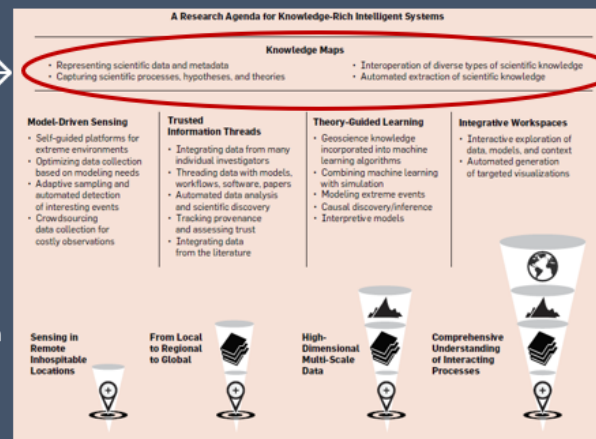 A Research Agenda for Knowledge-Rich Intelligent Systems
Knowledge Maps
• Representing scientific data and metadata
• Capturing scientific processes, hypotheses, and theories
• Interoperation of diverse types of scientific knowledge
• Automated extraction of scientific knowledge
Model-Driven Sensing
• Self-guided platforms for
extreme environments
• Optimizing data collection
based on modeling needs
• Adaptive sampling and
automated detection
of interesting events
• Crowdsourcing
data collection for
costly observations
Trusted
Information Threads
• Integrating data from many
individual investigators
• Threading data with models,
workflows, software, papers
• Automated data analysis
and scientific discovery
• Tracking provenance
and assessing trust
• Integrating data
from the literature
Theory-Guided Learning
• Geoscience knowledge
incorporated into machine
learning algorithms
• Combining machine learning
with simulation
• Modeling extreme events
• Causal discovery/inference
• Interpretive models
Integrative Workspaces
• Interactive exploration of
data, models, and context
• Automated generation
of targeted visualizations
Sensing in
Remote
Inhospitable
Locations
From Local
to Regional
to Global
High-
Dimensional
Multi-Scale
Data
Comprehensive
Understanding
of Interacting
Processes